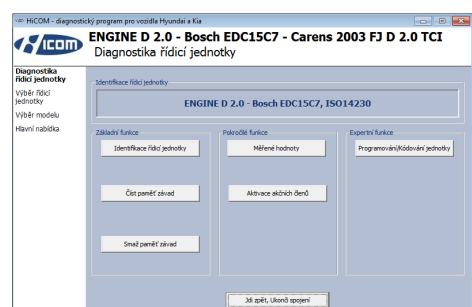 HiCOM - diagnostický program pro vozidla Hyundai a Kia
HICOM
ENGINE D 2.0 - Bosch EDC15C7 - Carens 2003 FJ D 2.0 TCI
Diagnostika řídicí jednotky
Diagnostika
řídicí jednotky
Výběr řídicí
jednotky
Výběr modelu
Hlavní nabídka
Identifikace řídicí jednotky
ENGINE D 2.0 - Bosch EDC15C7, ISO14230
Základní funkce
Identifikace řídicí jednotky
Číst paměť závad
Smaž paměť závad
Pokročilé funkce
Měřené hodnoty
Aktivace akčních členů
Expertní funkce
Programování/Kódování jednotky
Jdi zpět, Ukonči spojení